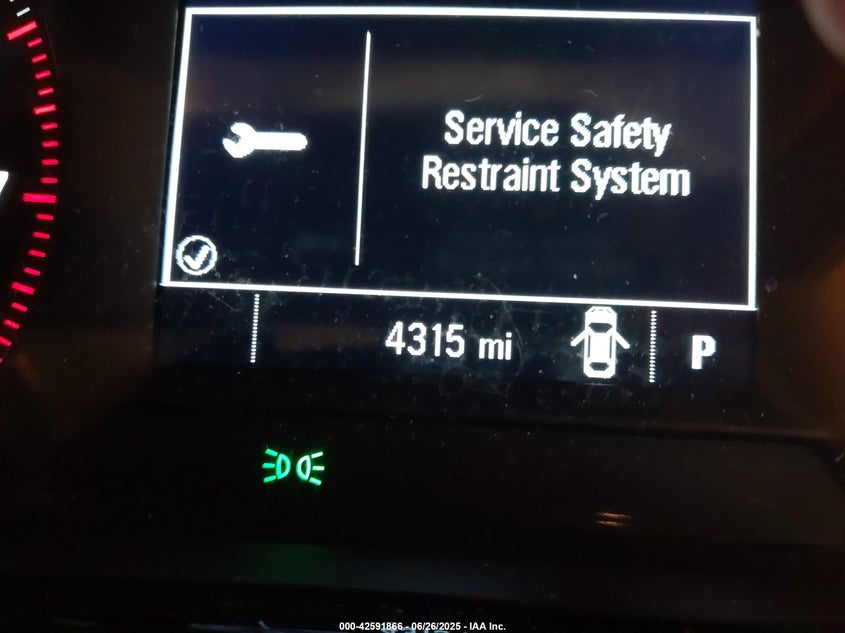 Service Safety
Restraint System
4315 mi
P
000-42591866 - 06/26/2025 - IAA Inc.